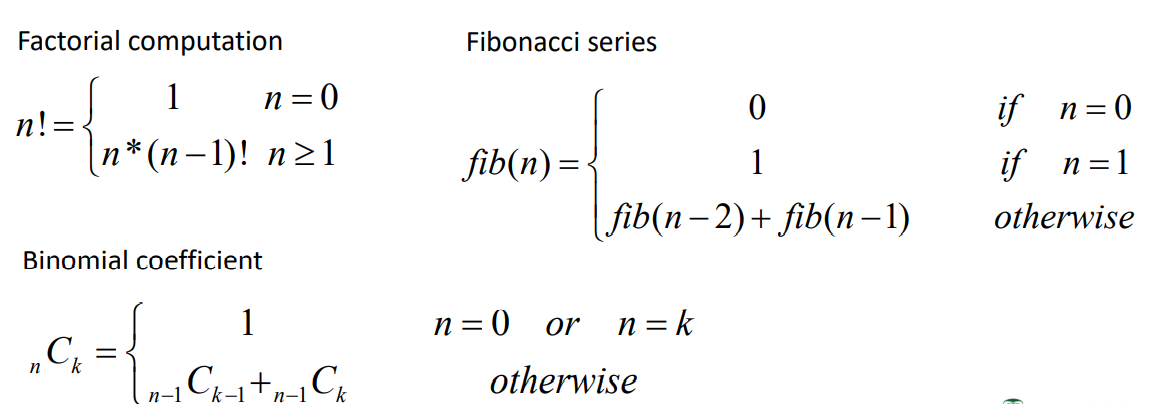 Factorial computation
n! = { 1 n = 0
n * (n − 1)! n ≥ 1
Fibonacci series
fib(n) = { 0 if n = 0
1 if n = 1
fib(n − 2) + fib(n − 1) otherwise
Binomial coefficient
ₙCₖ = { 1 n = 0 or n = k
ₙ₋₁Cₖ₋₁ + ₙ₋₁Cₖ otherwise